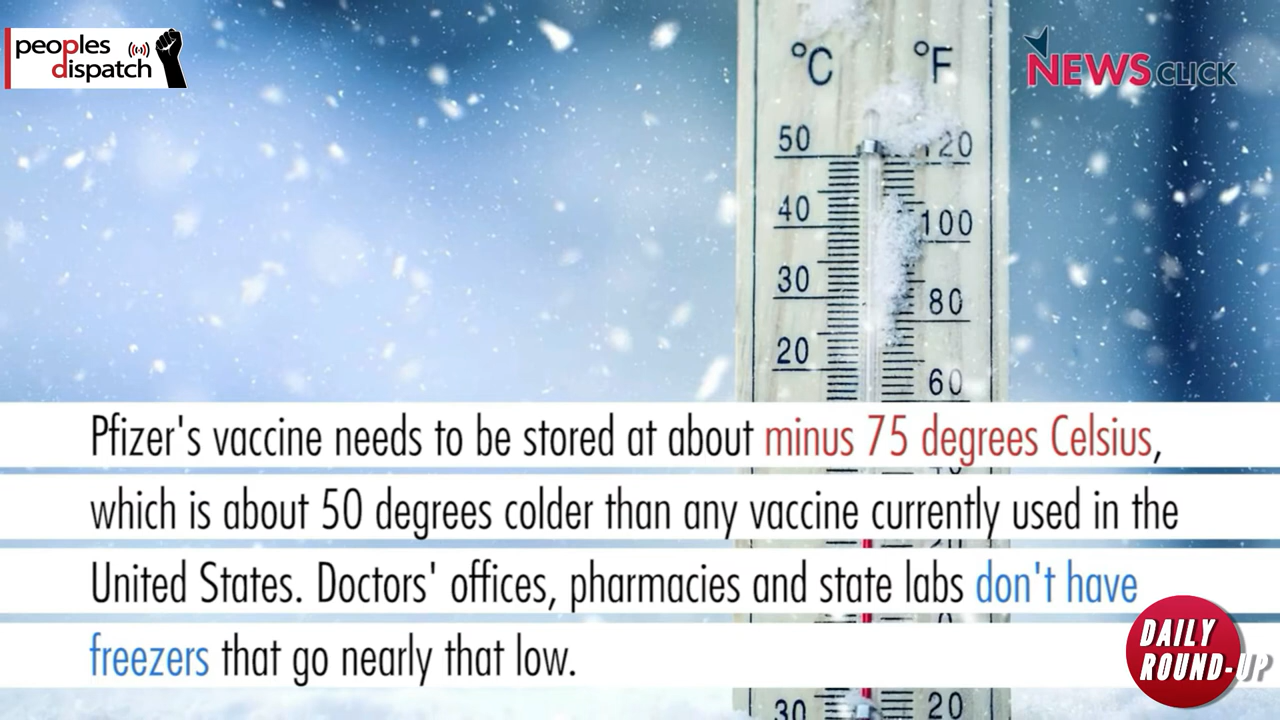 peoples
dispatch
NEWSCLICK
°C °F
50 120
40 100
30 80
20 60
Pfizer's vaccine needs to be stored at about minus 75 degrees Celsius,
which is about 50 degrees colder than any vaccine currently used in the
United States. Doctors' offices, pharmacies and state labs don't have
freezers that go nearly that low.
30 20
DAILY
ROUND-UP